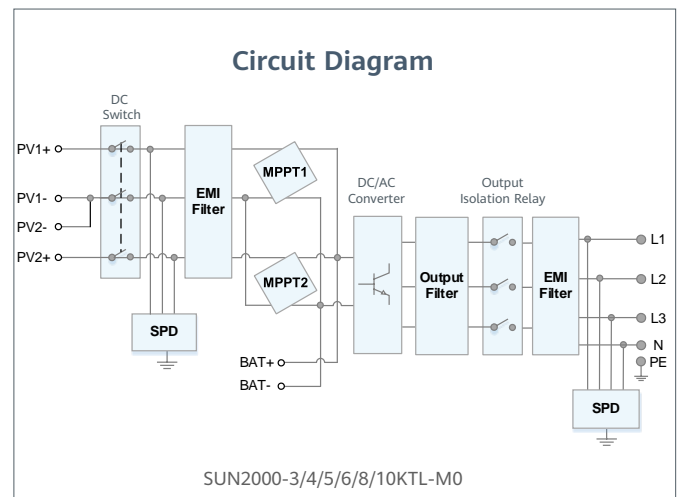 Circuit Diagram
DC
Switch
PV1+
PV1-
PV2-
PV2+
EMI
Filter
MPPT1
MPPT2
SPD
BAT+
BAT-
DC/AC
Converter
Output
Filter
Output
Isolation Relay
EMI
Filter
L1
L2
L3
N
PE
SPD
SUN2000-3/4/5/6/8/10KTL-M0